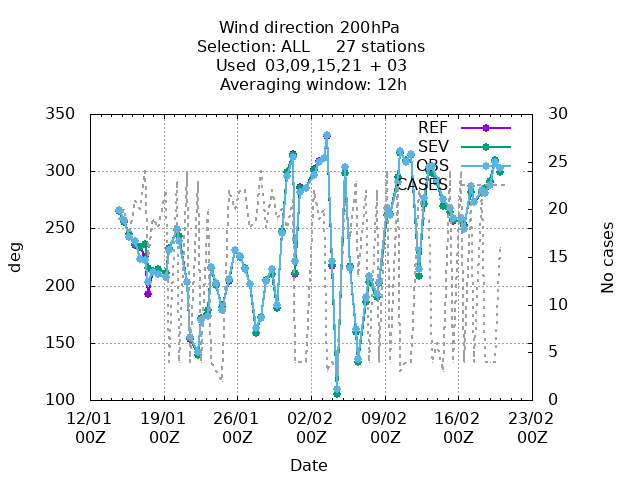 Wind direction 200hPa
Selection: ALL 27 stations
Used 03,09,15,21 + 03
Averaging window: 12h
350
300
250
200
150
100
deg
30
25
20
15
10
5
0
No cases
REF
SEV
OBS
CASES
12/01 19/01 26/01 02/02 09/02 16/02 23/02
00Z 00Z 00Z 00Z 00Z 00Z 00Z
Date